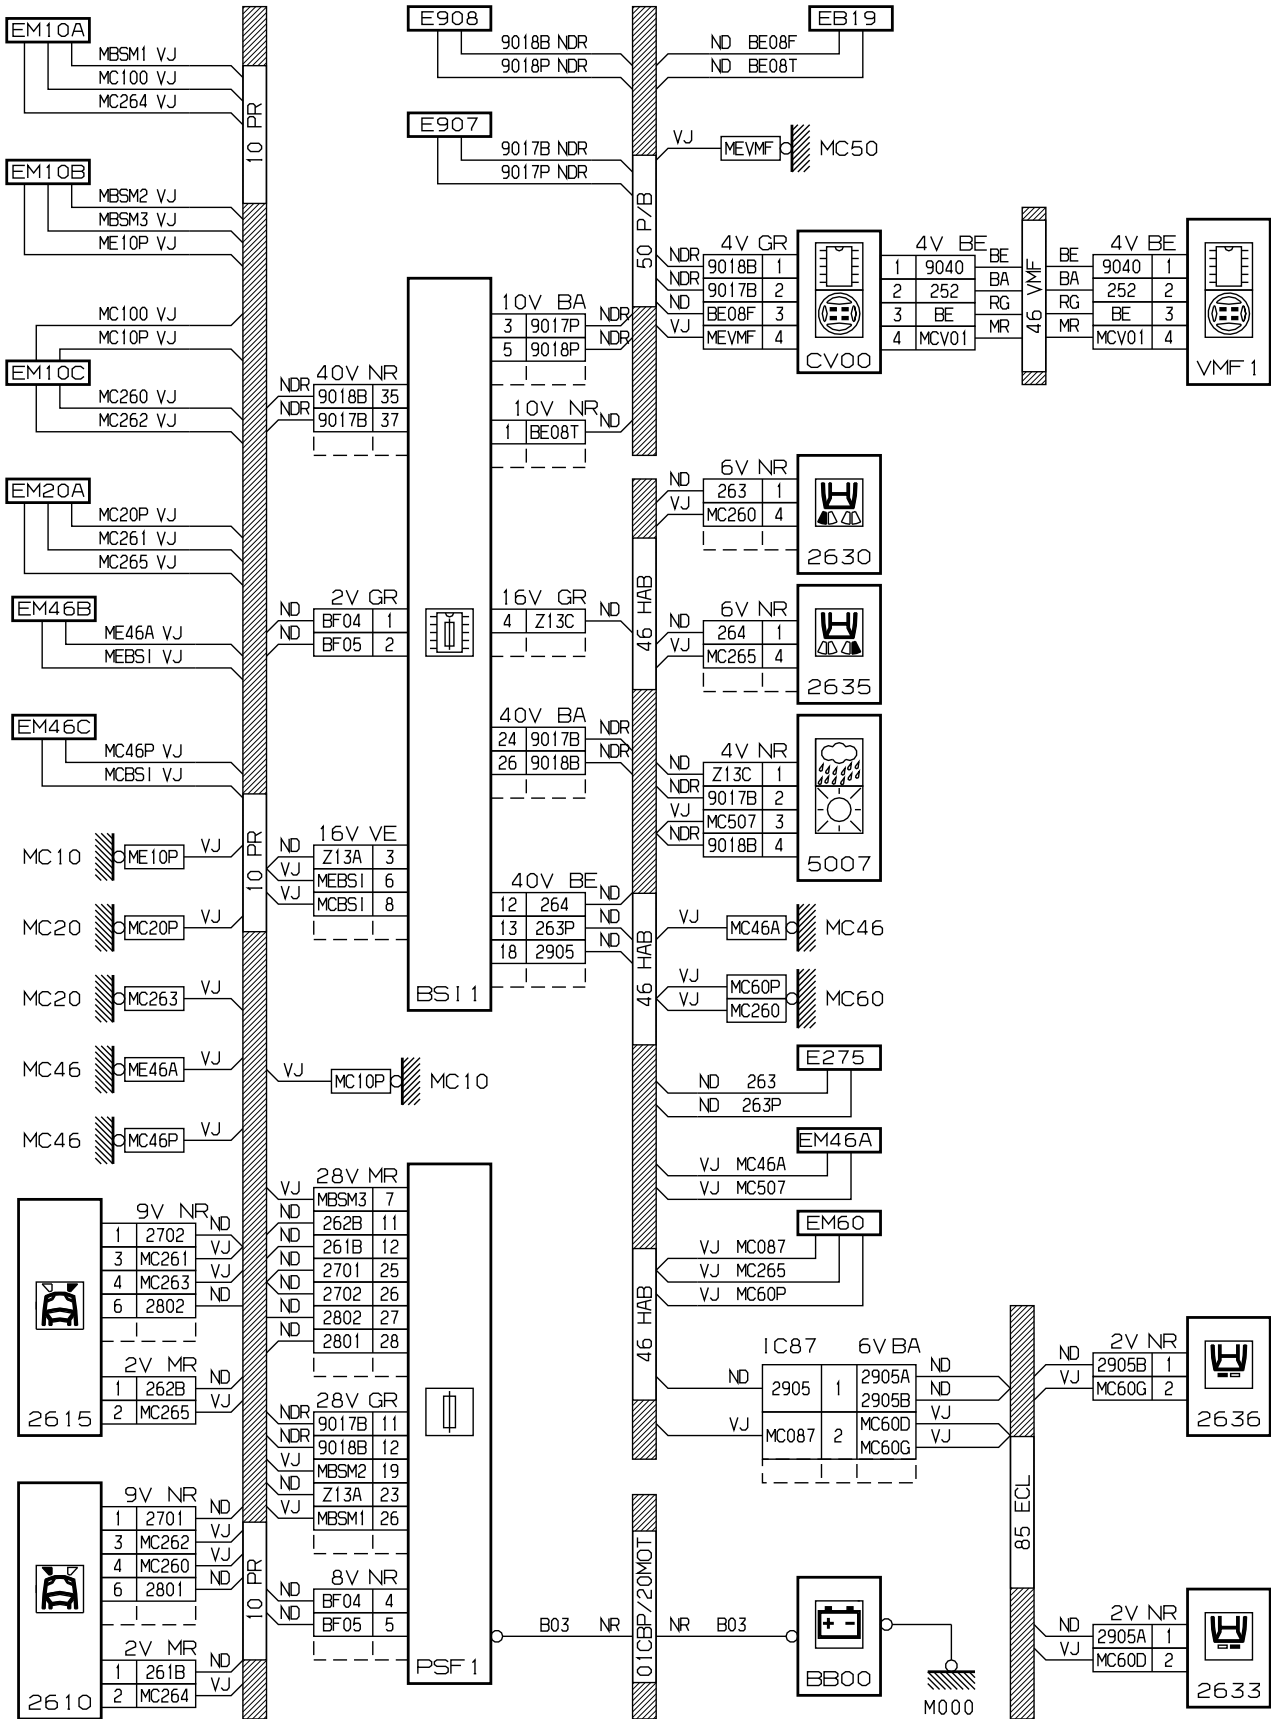 EM10A
MBSM1 VJ
MC100 VJ
MC264 VJ
10 PR
EM10B
MBSM2 VJ
MBSM3 VJ
ME10P VJ
MC100 VJ
MC10P VJ
EM10C
MC260 VJ
MC262 VJ
EM20A
MC20P VJ
MC261 VJ
MC265 VJ
EM46B
ME46A VJ
MEBSI VJ
EM46C
MC46P VJ
MCBSI VJ
10 PR
MC10 ME10P VJ
MC20 MC20P VJ
MC20 MC263 VJ
MC46 ME46A VJ
MC46 MC46P VJ
9V NR
1 2702 ND
3 MC261 VJ
4 MC263 VJ
6 2802 ND
2V MR
1 262B ND
2 MC265 VJ
2615
9V NR
1 2701 ND
3 MC262 VJ
4 MC260 VJ
6 2801 ND
2V MR
1 261B ND
2 MC264 VJ
2610
10 PR
E908
9018B NDR
9018P NDR
E907
9017B NDR
9017P NDR
40V NR
NDR 9018B 35
NDR 9017B 37
2V GR
ND BF04 1
ND BF05 2
16V VE
ND Z13A 3
VJ MEBSI 6
VJ MCBSI 8
10V BA
3 9017P NDR
5 9018P NDR
10V NR
1 BE08T ND
16V GR
4 Z13C ND
40V BA
24 9017B NDR
26 9018B NDR
40V BE
12 264 ND
13 263P ND
18 2905 ND
BSI1
VJ MC10P MC10
28V MR
VJ MBSM3 7
ND 262B 11
ND 261B 12
ND 2701 25
ND 2702 26
ND 2802 27
ND 2801 28
28V GR
NDR 9017B 11
NDR 9018B 12
VJ MBSM2 19
ND Z13A 23
VJ MBSM1 26
8V NR
ND BF04 4
ND BF05 5
PSF1
B03 NR
01CBP/20MOT
NR B03
BB00
M000
EB19
ND BE08F
ND BE08T
VJ MEVMF MC50
50 P/B
4V GR
NDR 9018B 1
NDR 9017B 2
ND BE08F 3
VJ MEVMF 4
CV00
4V BE
1 9040 BE
2 252 BA
3 BE RG
4 MCV01 MR
46 VMF
4V BE
BE 9040 1
BA 252 2
RG BE 3
MR MCV01 4
VMF1
46 HAB
6V NR
ND 263 1
VJ MC260 4
2630
6V NR
ND 264 1
VJ MC265 4
2635
4V NR
ND Z13C 1
NDR 9017B 2
VJ MC507 3
NDR 9018B 4
5007
46 HAB
VJ MC46A MC46
VJ MC60P
VJ MC260
MC60
E275
ND 263
ND 263P
EM46A
VJ MC46A
VJ MC507
EM60
VJ MC087
VJ MC265
VJ MC60P
46 HAB
IC87 6V BA
ND 2905 1 2905A ND
2905B ND
VJ MC087 2 MC60D VJ
MC60G VJ
85 ECL
2V NR
ND 2905B 1
VJ MC60G 2
2636
2V NR
ND 2905A 1
VJ MC60D 2
2633